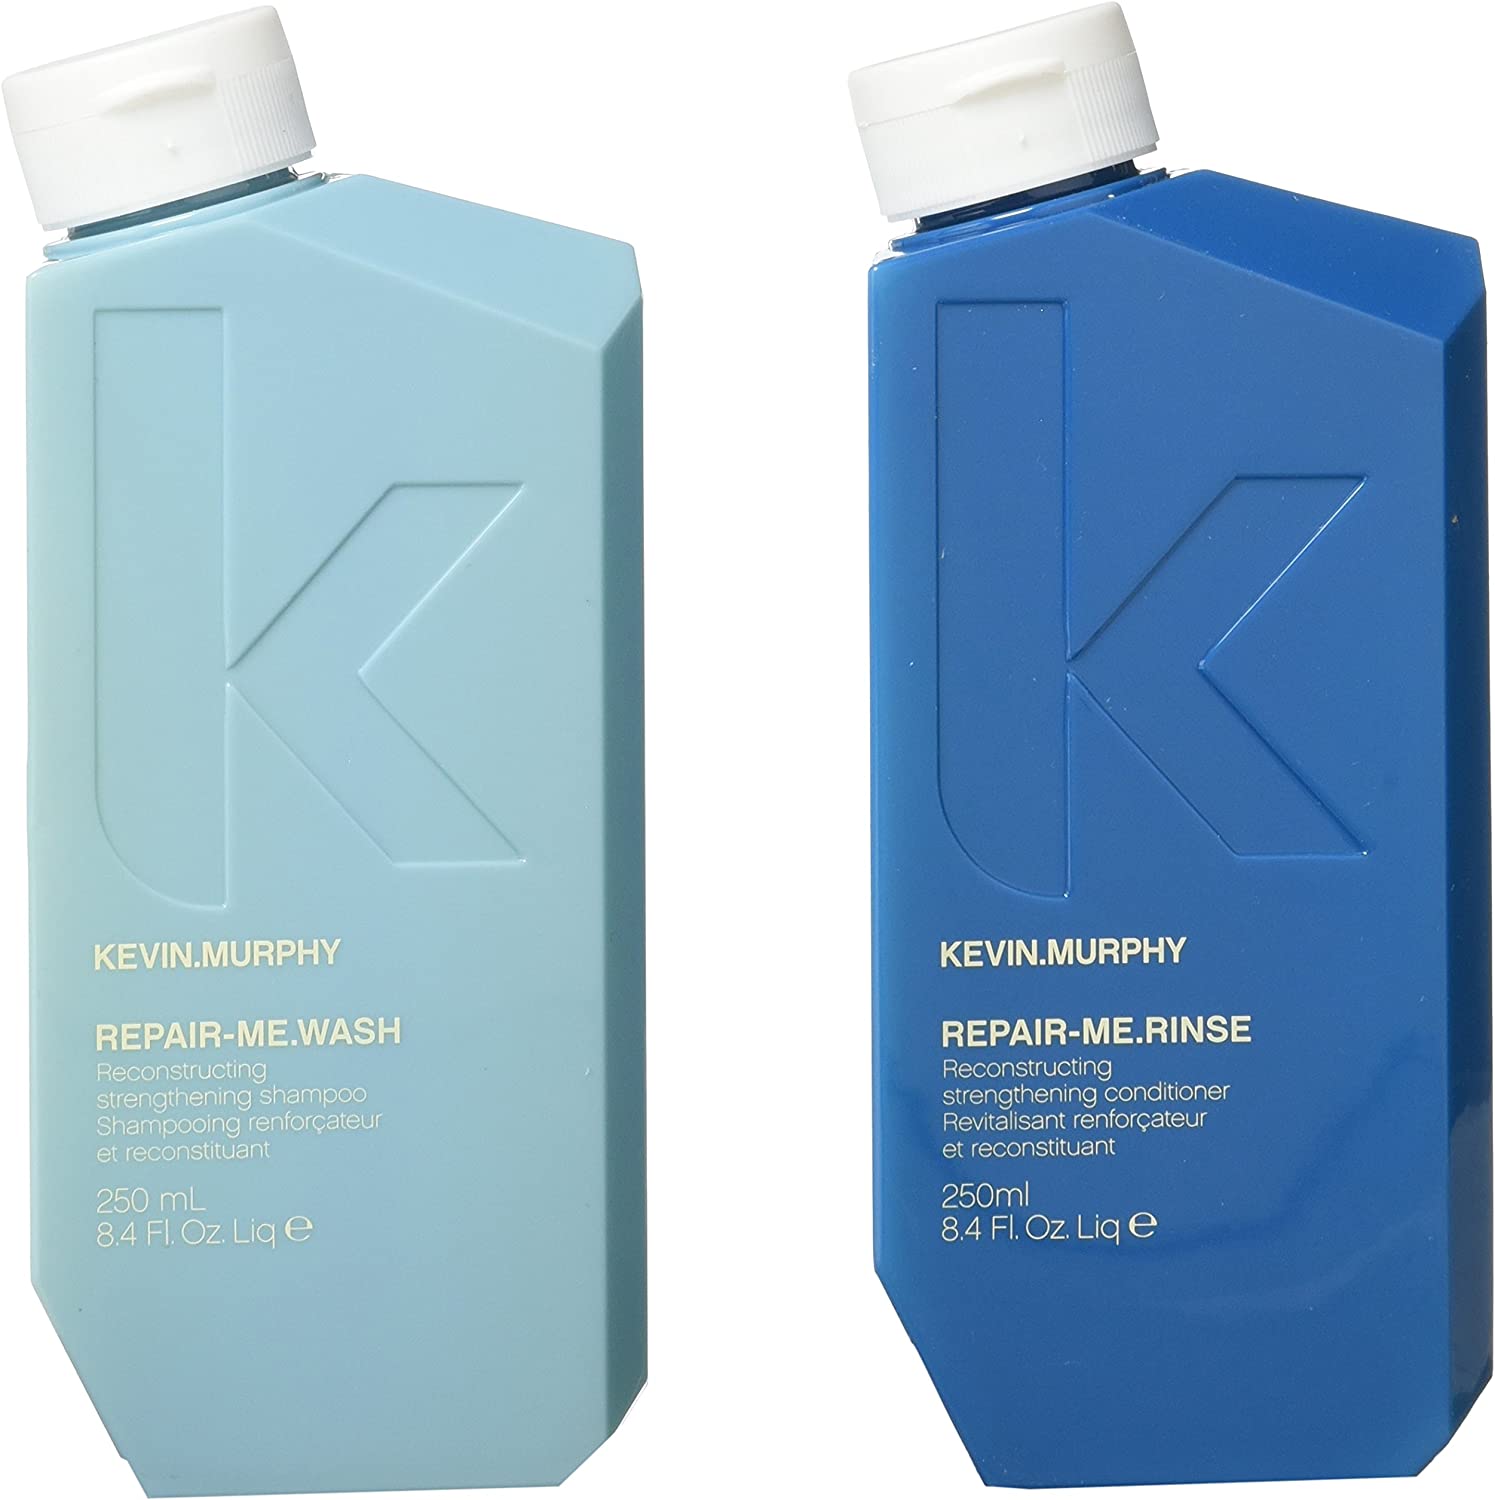 K
KEVIN.MURPHY
REPAIR-ME.WASH
Reconstructing
strengthening shampoo
Shampooing renforçateur
et reconstituant
250 mL
8.4 Fl. Oz. Liq ℮
K
KEVIN.MURPHY
REPAIR-ME.RINSE
Reconstructing
strengthening conditioner
Revitalisant renforçateur
et reconstituant
250ml
8.4 Fl. Oz. Liq ℮